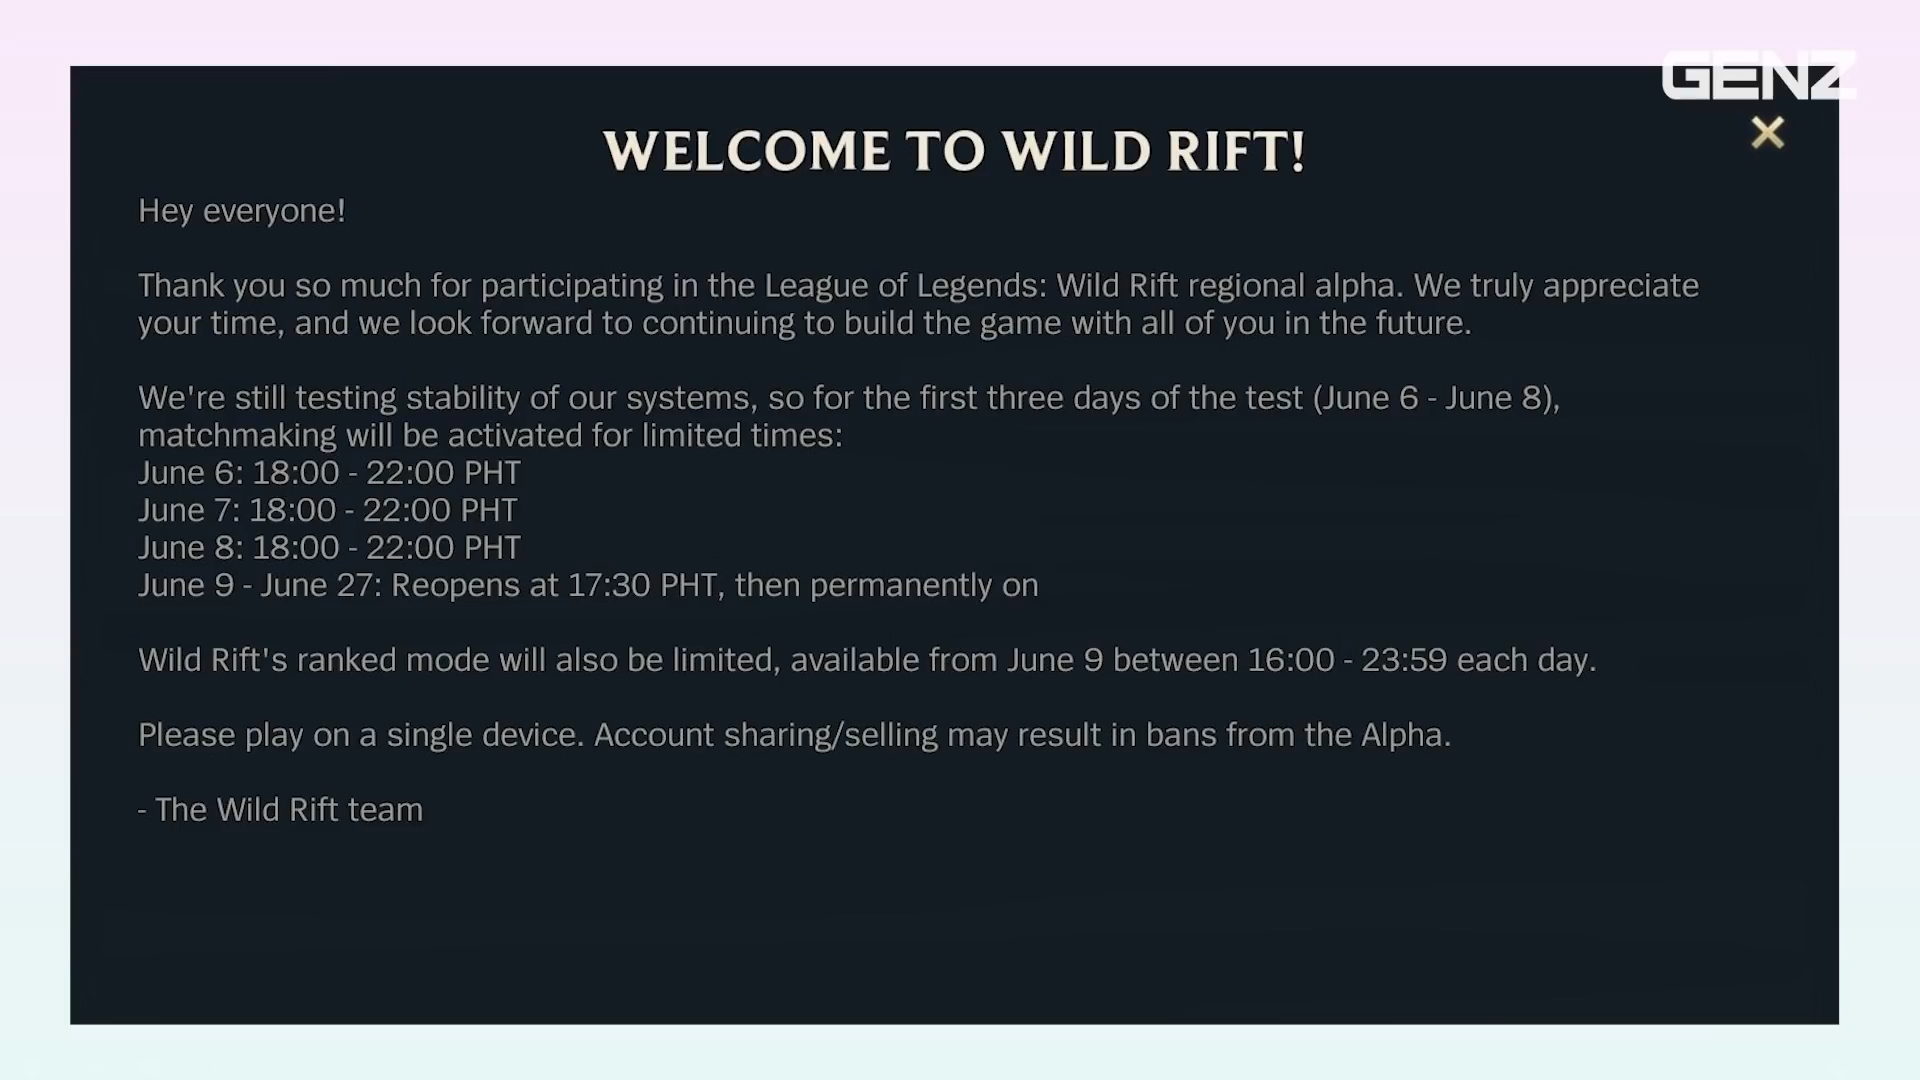 GENZ
WELCOME TO WILD RIFT!
Hey everyone!
Thank you so much for participating in the League of Legends: Wild Rift regional alpha. We truly appreciate
your time, and we look forward to continuing to build the game with all of you in the future.
We're still testing stability of our systems, so for the first three days of the test (June 6 - June 8),
matchmaking will be activated for limited times:
June 6: 18:00 - 22:00 PHT
June 7: 18:00 - 22:00 PHT
June 8: 18:00 - 22:00 PHT
June 9 - June 27: Reopens at 17:30 PHT, then permanently on
Wild Rift's ranked mode will also be limited, available from June 9 between 16:00 - 23:59 each day.
Please play on a single device. Account sharing/selling may result in bans from the Alpha.
- The Wild Rift team